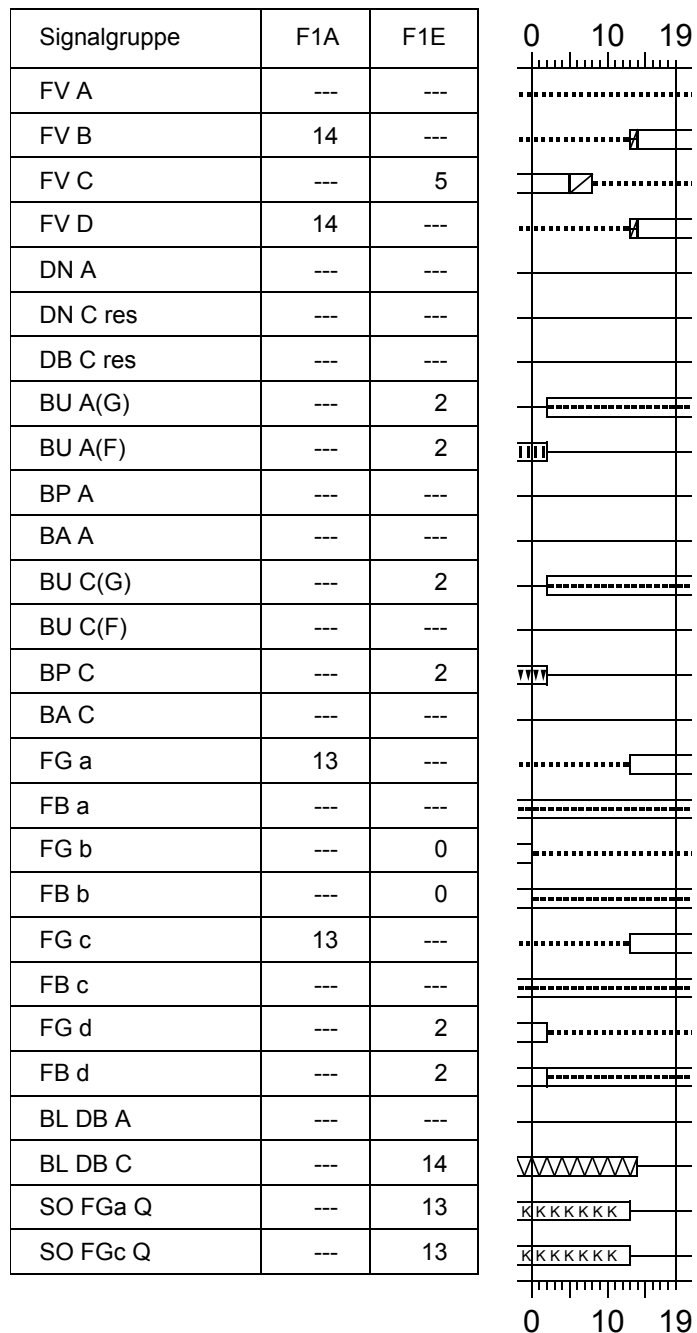 Signalgruppe F1A F1E 0 10 19
FV A --- ---
FV B 14 ---
FV C --- 5
FV D 14 ---
DN A --- ---
DN C res --- ---
DB C res --- ---
BU A(G) --- 2
BU A(F) --- 2
BP A --- ---
BA A --- ---
BU C(G) --- 2
BU C(F) --- ---
BP C --- 2
BA C --- ---
FG a 13 ---
FB a --- ---
FG b --- 0
FB b --- 0
FG c 13 ---
FB c --- ---
FG d --- 2
FB d --- 2
BL DB A --- ---
BL DB C --- 14
SO FGa Q --- 13 K K K K K K K
SO FGc Q --- 13 K K K K K K K
0 10 19